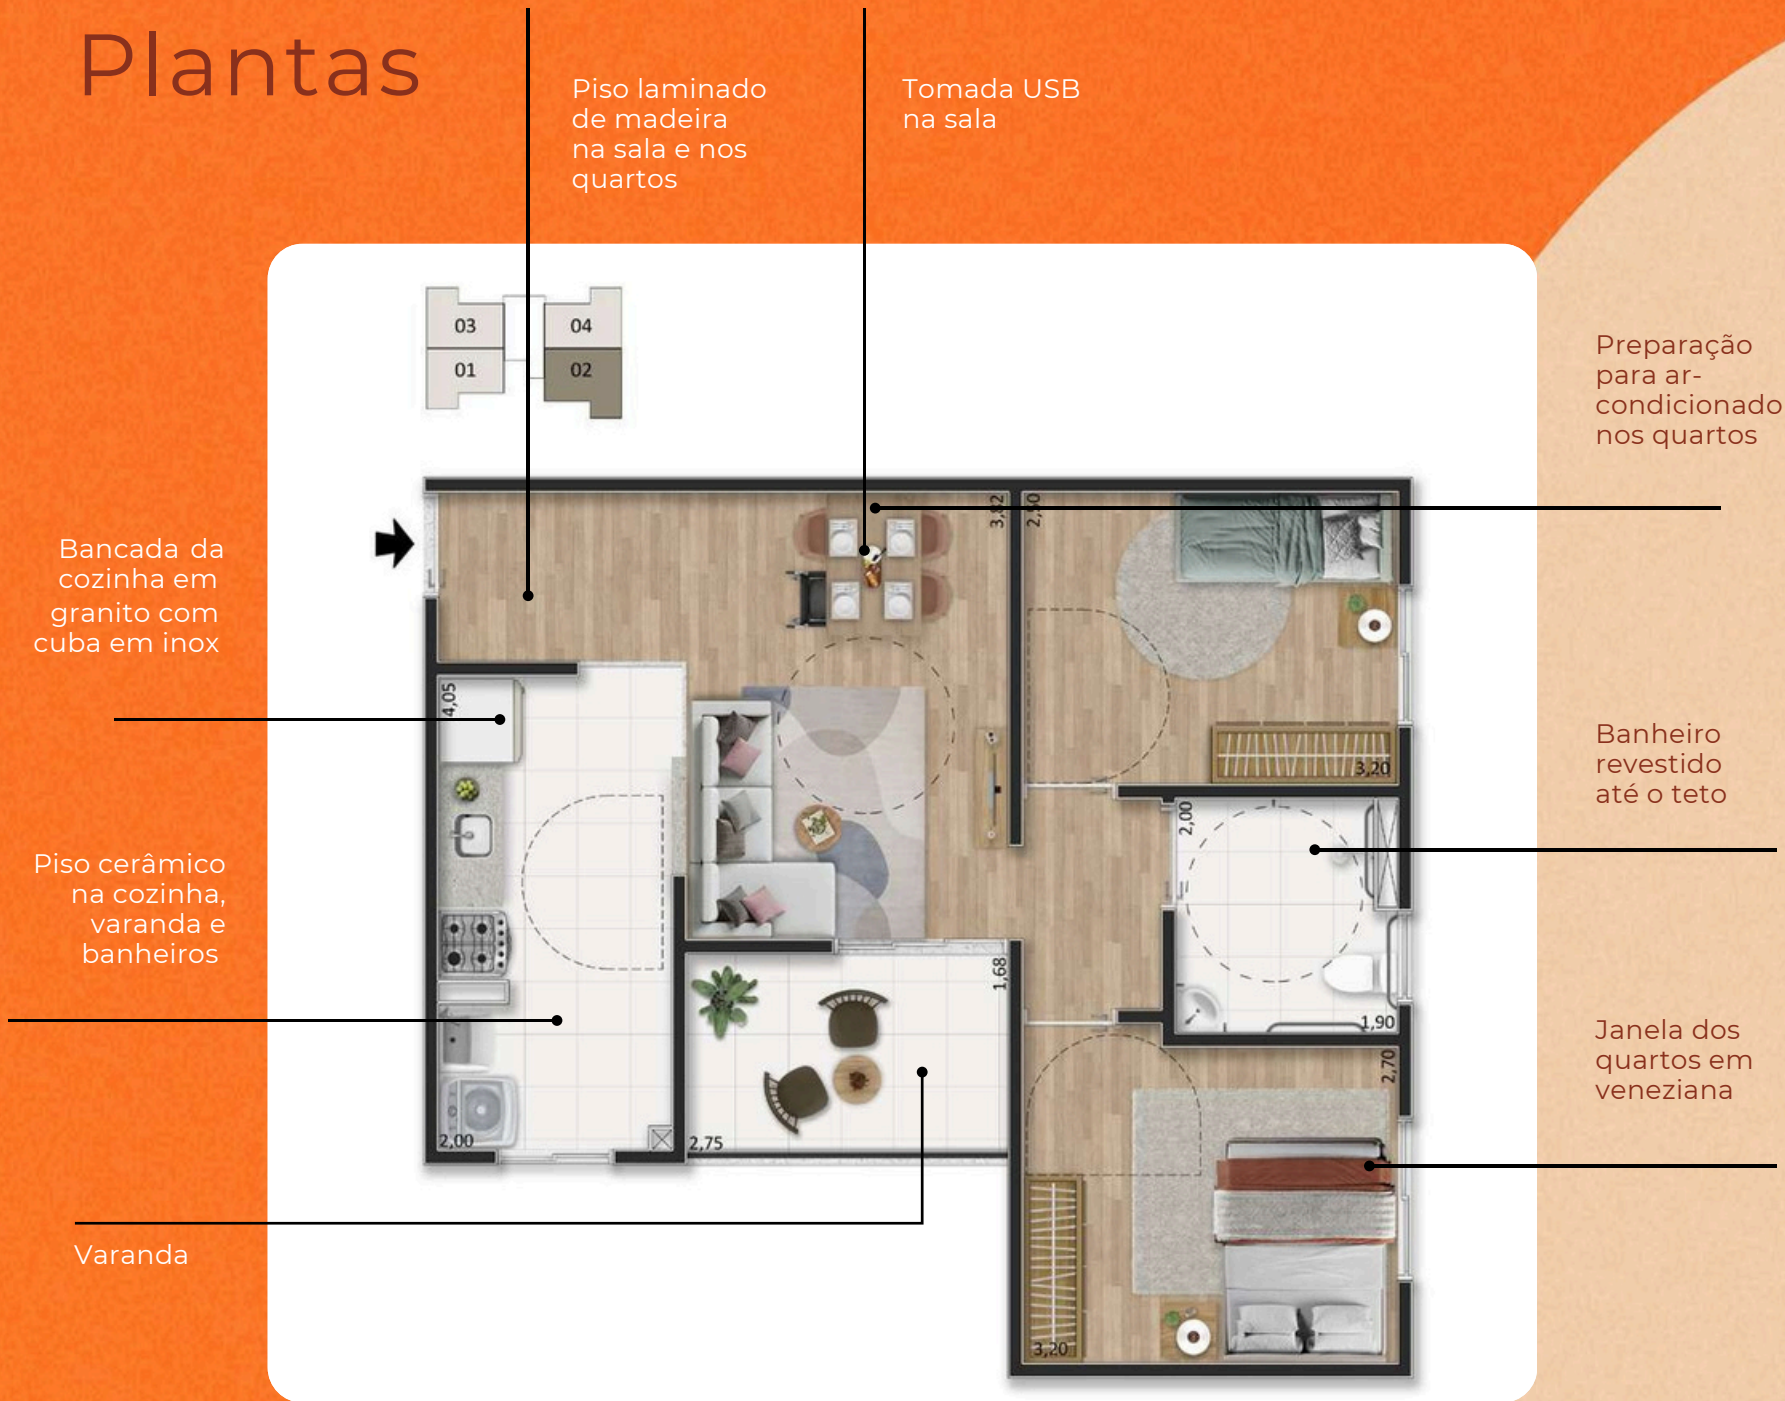 Plantas
Piso laminado
de madeira
na sala e nos
quartos
Tomada USB
na sala
03
04
01
02
Preparação
para ar-
condicionado
nos quartos
Bancada da
cozinha em
granito com
cuba em inox
Banheiro
revestido
até o teto
Piso cerâmico
na cozinha,
varanda e
banheiros
Janela dos
quartos em
veneziana
Varanda
3,82
2,50
4,05
3,20
2,00
1,68
1,90
2,70
2,00
2,75
3,20